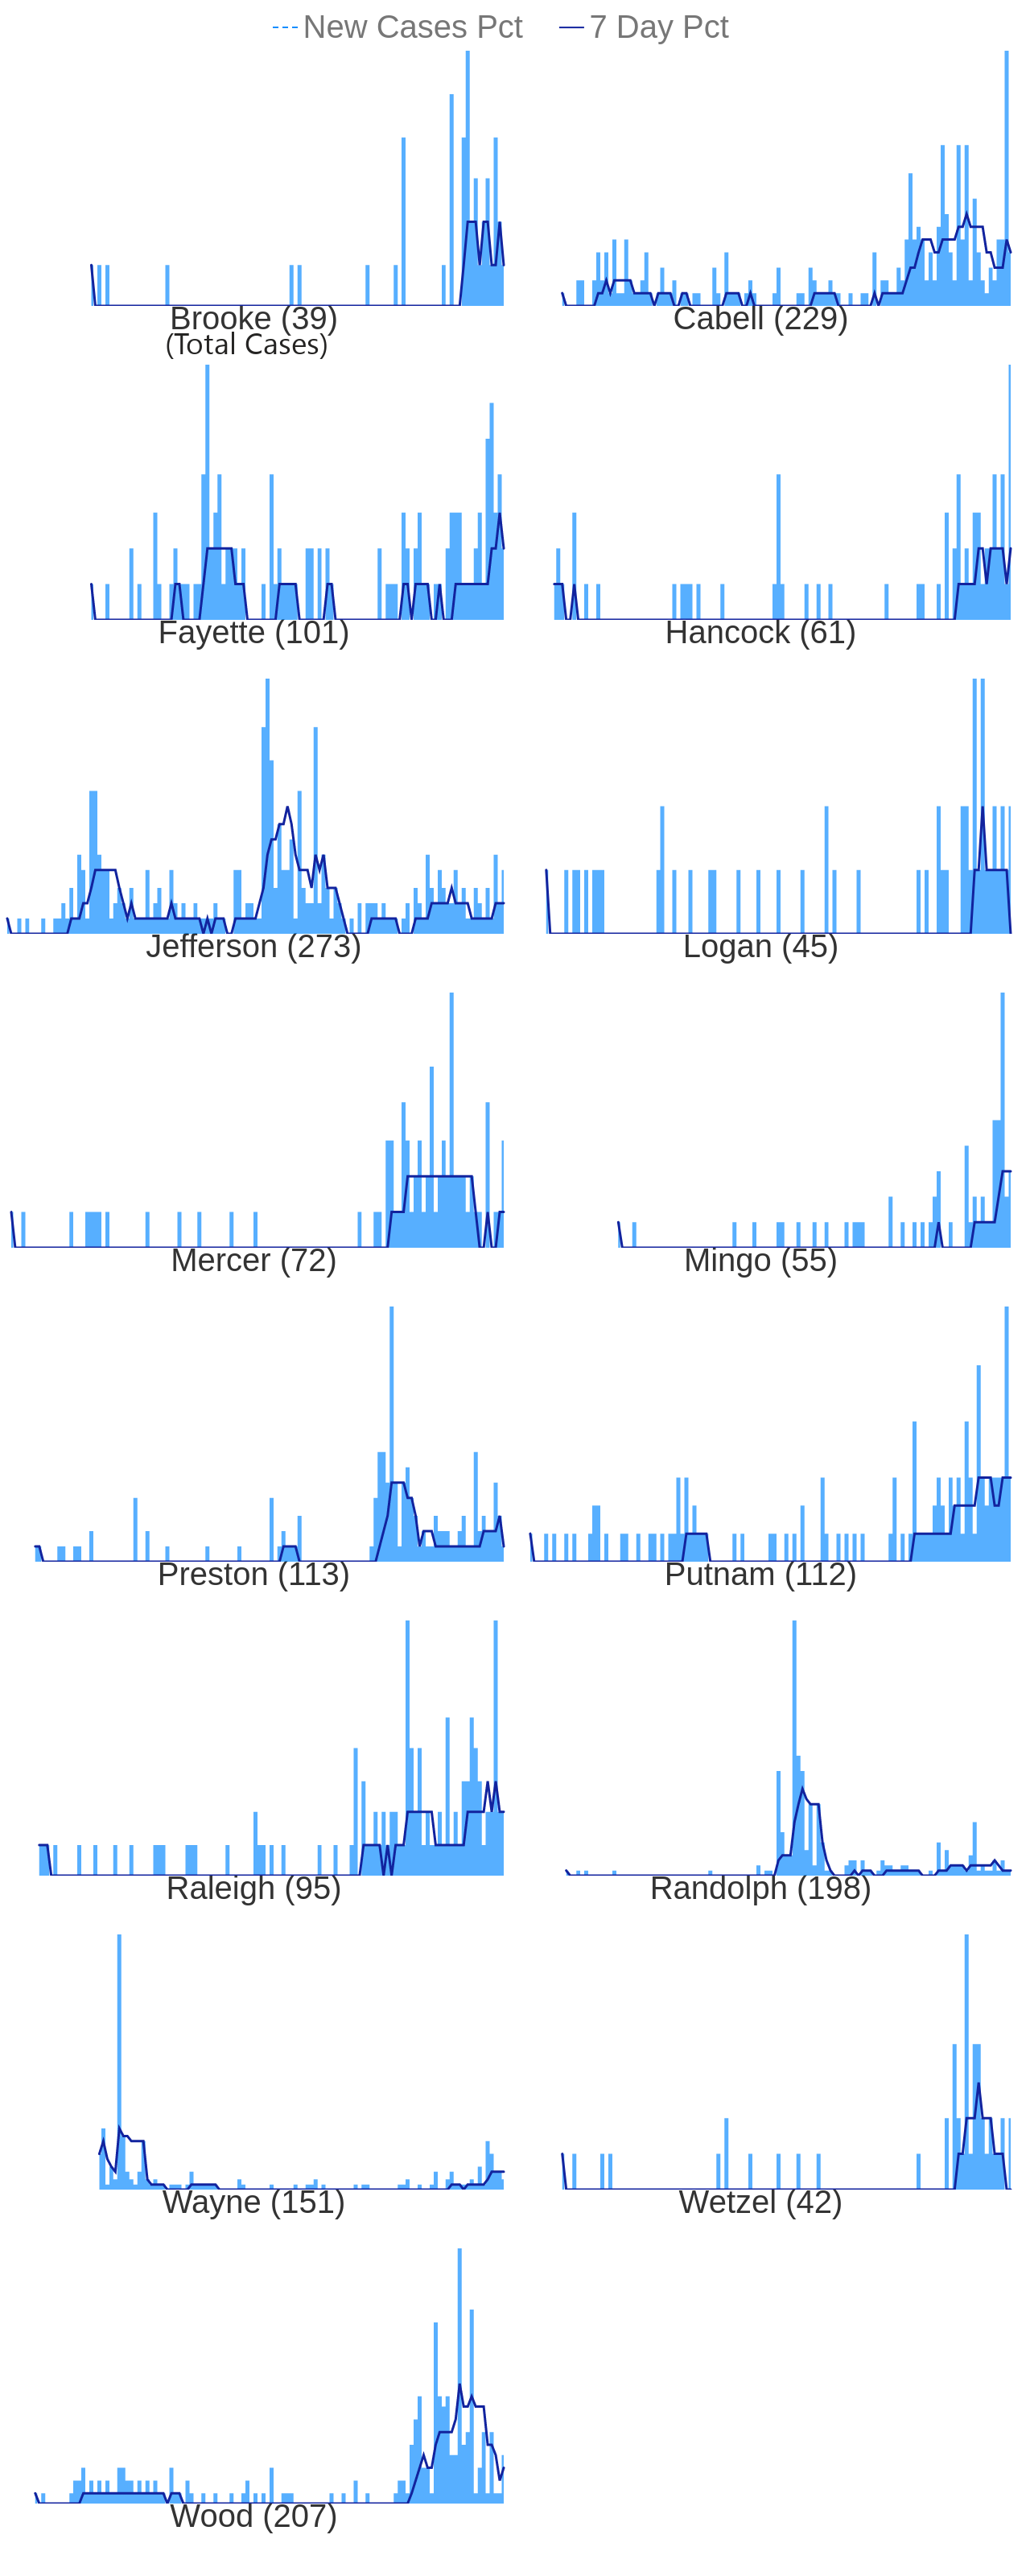 New Cases Pct 7 Day Pct
Brooke (39) Cabell (229)
(Total Cases)
Fayette (101) Hancock (61)
Jefferson (273) Logan (45)
Mercer (72) Mingo (55)
Preston (113) Putnam (112)
Raleigh (95) Randolph (198)
Wayne (151) Wetzel (42)
Wood (207)